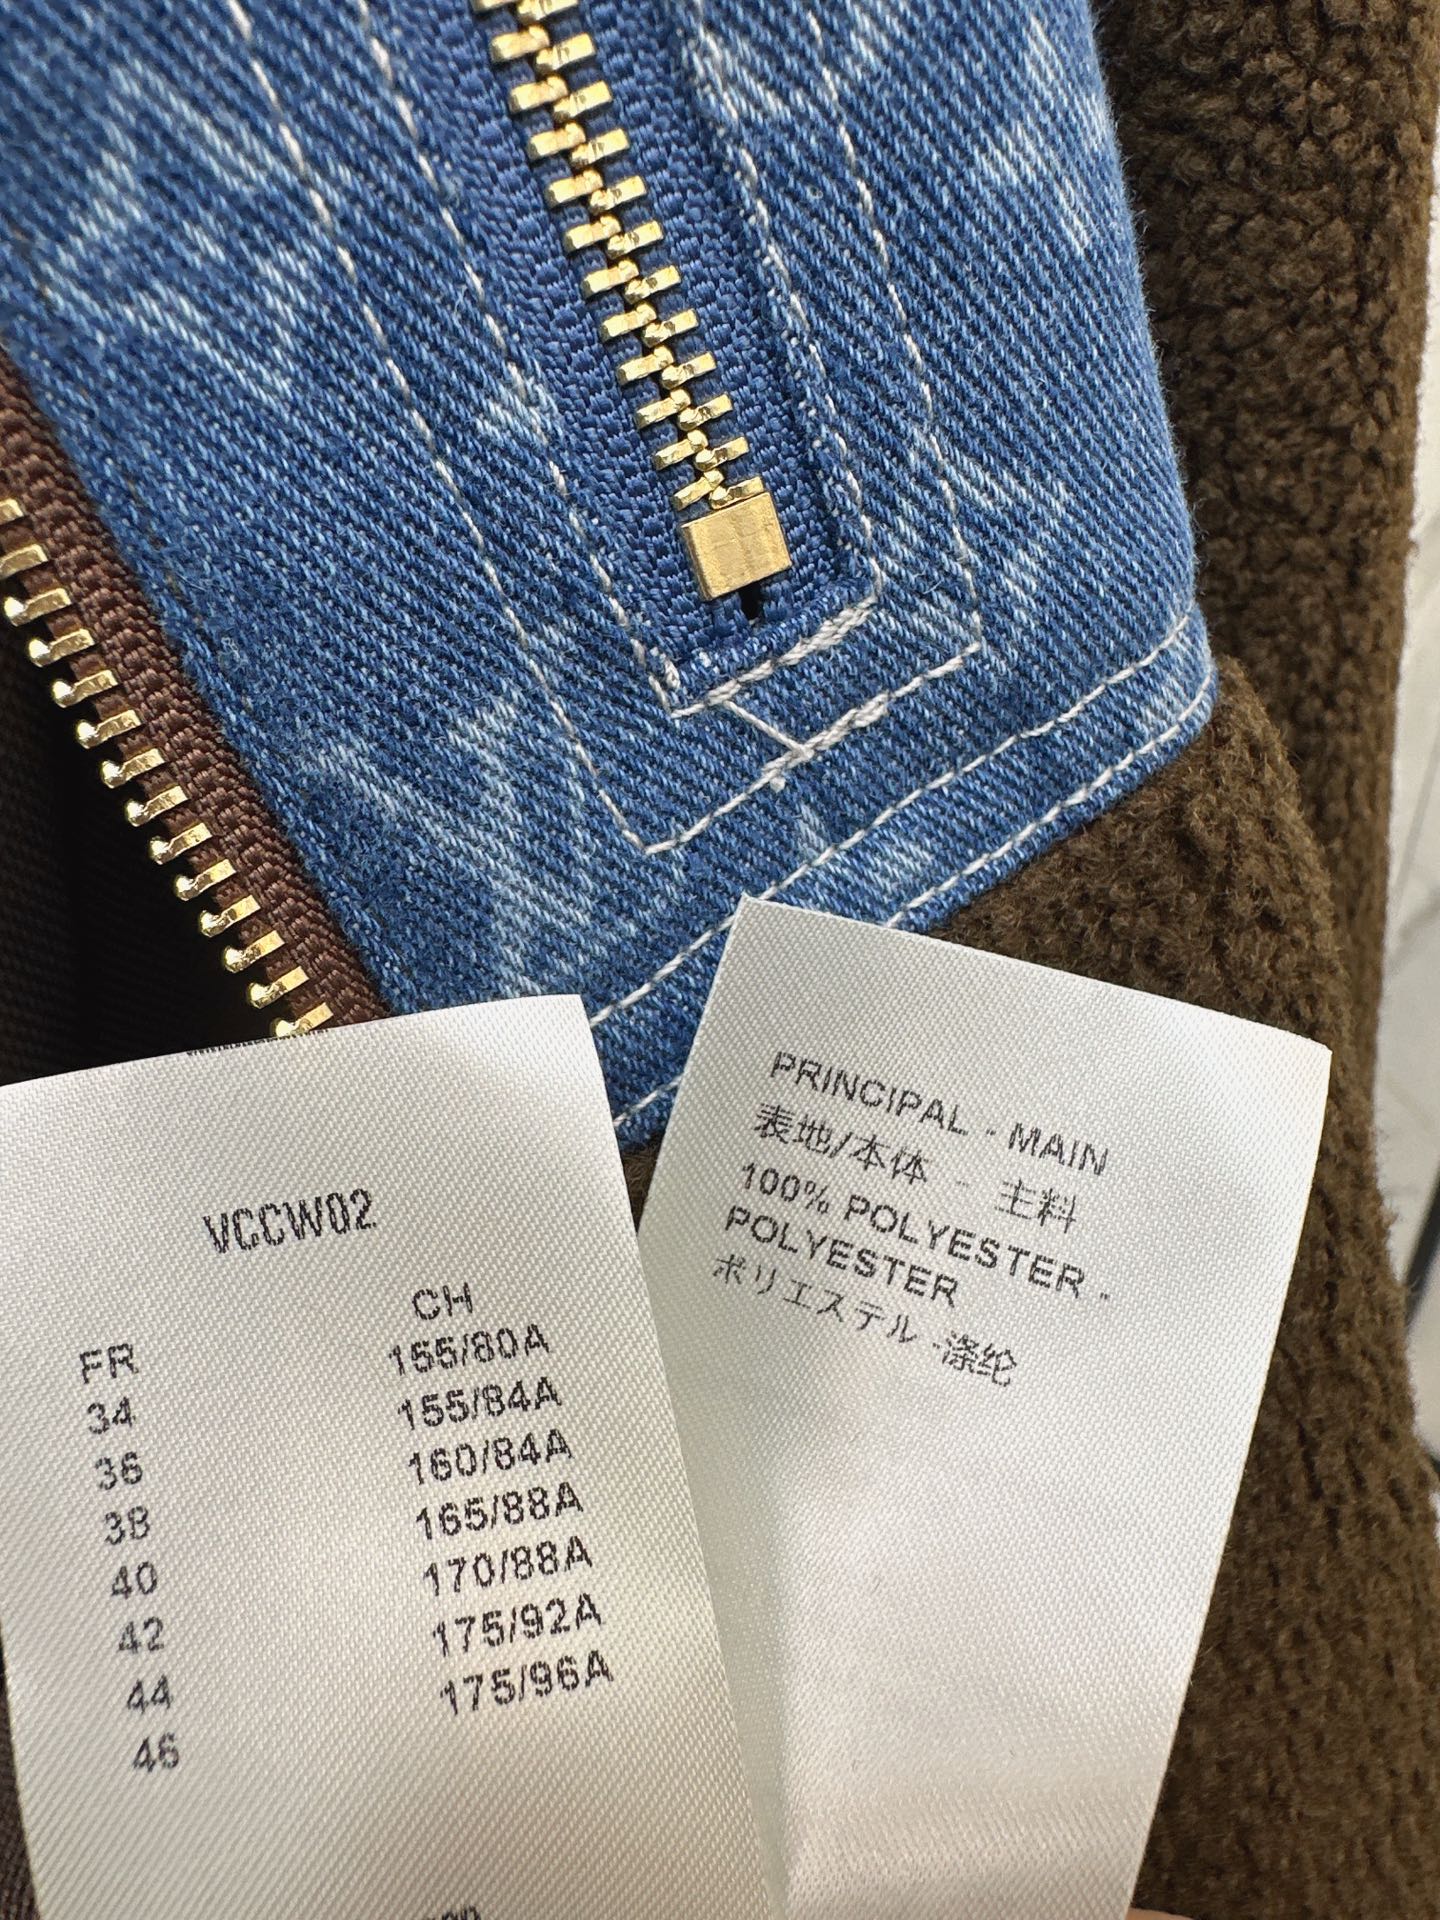 VCCW02
FR CH
34 155/80A
36 155/84A
38 160/84A
40 165/88A
42 170/88A
44 175/92A
46 175/96A
PRINCIPAL - MAIN
表地/本体 - 主料
100% POLYESTER -
POLYESTER
ポリエステル -涤纶